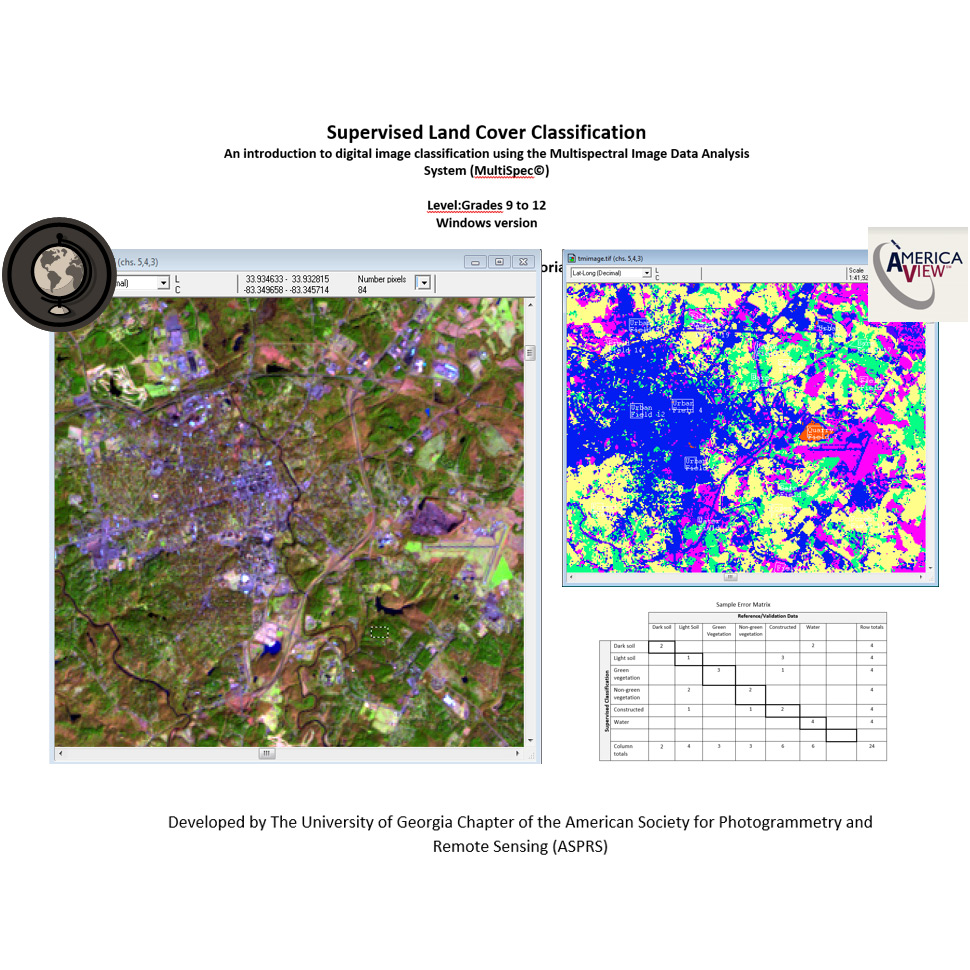 Supervised Land Cover Classification
An introduction to digital image classification using the Multispectral Image Data Analysis
System (MultiSpec©)
Level:Grades 9 to 12
Windows version
oria
(chs. 5,4,3)
mal)
L
C
33.934633 - 33.932815
-83.349658 - -83.345714
Number pixels
84
tmimage.tif (chs. 5,4,3)
Lat-Long (Decimal)
L
C
Scale
1:41,92
AMERICA
VIEW
Urban
Urban
Field 12
Urban
Field 4
Urban
Field
Quarry
Field
Sample Error Matrix
Reference/Validation Data
Dark soil Light Soil Green Vegetation Non-green vegetation Constructed Water Row totals
Supervised Classification
Dark soil 2 2 4
Light soil 1 3 4
Green vegetation 3 1 4
Non-green vegetation 2 2 4
Constructed 1 1 2 4
Water 4 4
Column totals 2 4 3 3 6 6 24
Developed by The University of Georgia Chapter of the American Society for Photogrammetry and
Remote Sensing (ASPRS)